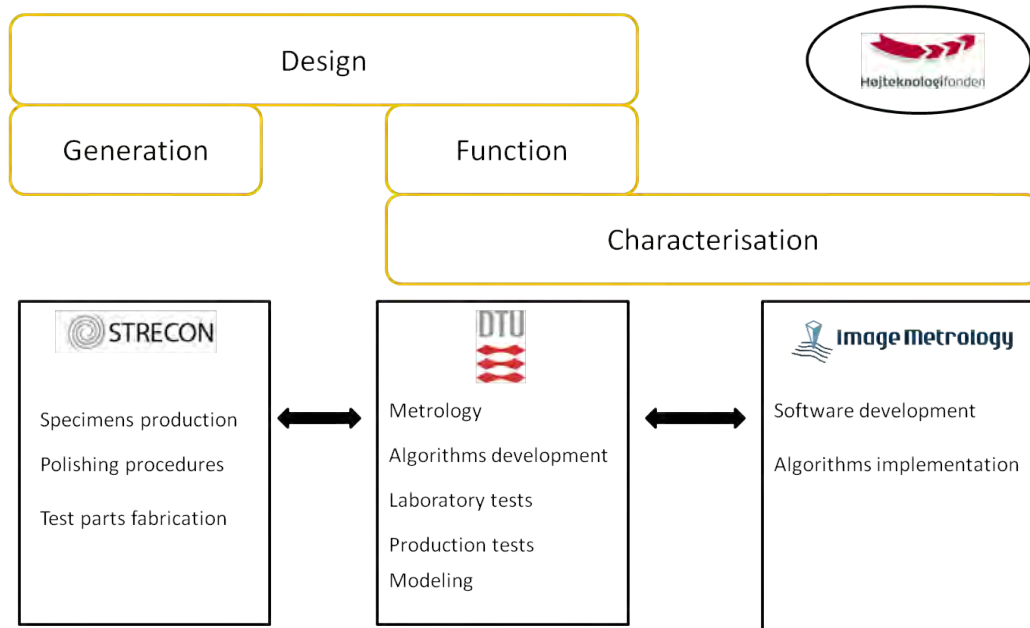 Design
Højteknologifonden
Generation
Function
Characterisation
STRECON
Specimens production
Polishing procedures
Test parts fabrication
DTU
Metrology
Algorithms development
Laboratory tests
Production tests
Modeling
Image Metrology
Software development
Algorithms implementation